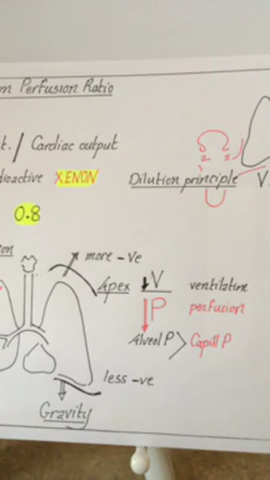 m Perfusion Ratio
t. / Cardiac output
dioactive XENON
Dilution principle V
0.8
more -ve
Apex V ventilation
P perfusion
Alveol P > Capill P
less -ve
Gravity